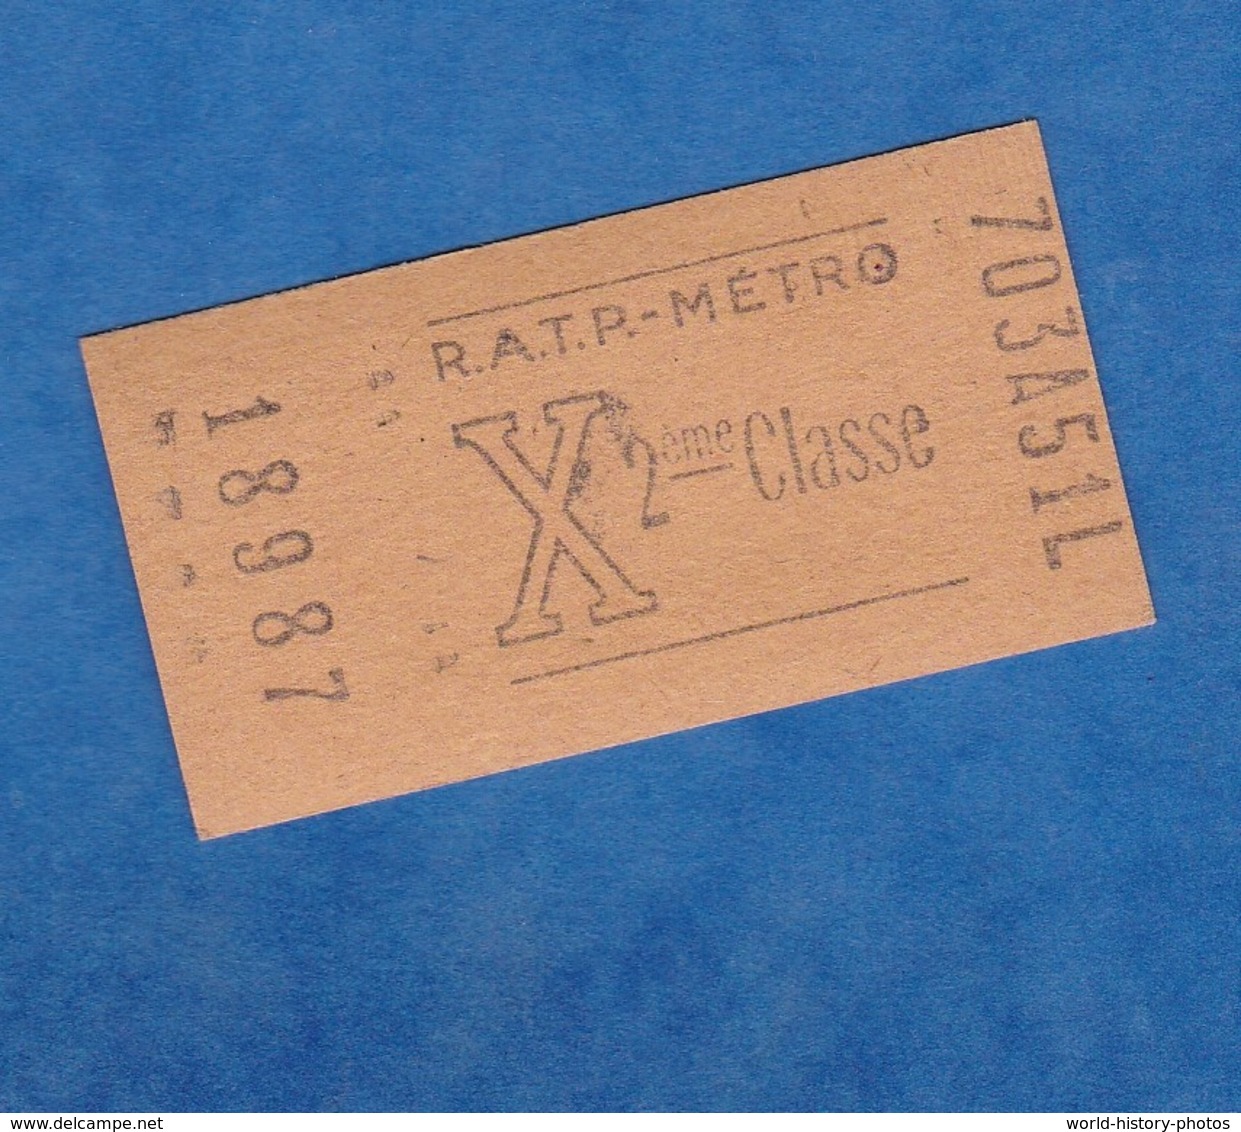 R.A.T.P.-MÉTRO
X 2ème Classe
18987
703A51L
www.delcampe.net
world-history-photos